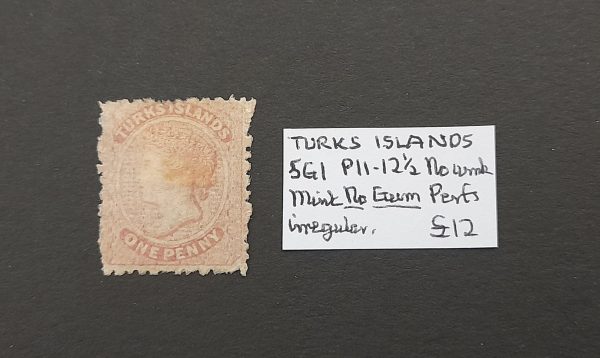 TURKS ISLANDS
ONE PENNY
TURKS ISLANDS
SG1 P11-12½ No wmk
Mint No Gum Perfs
irregular. £12